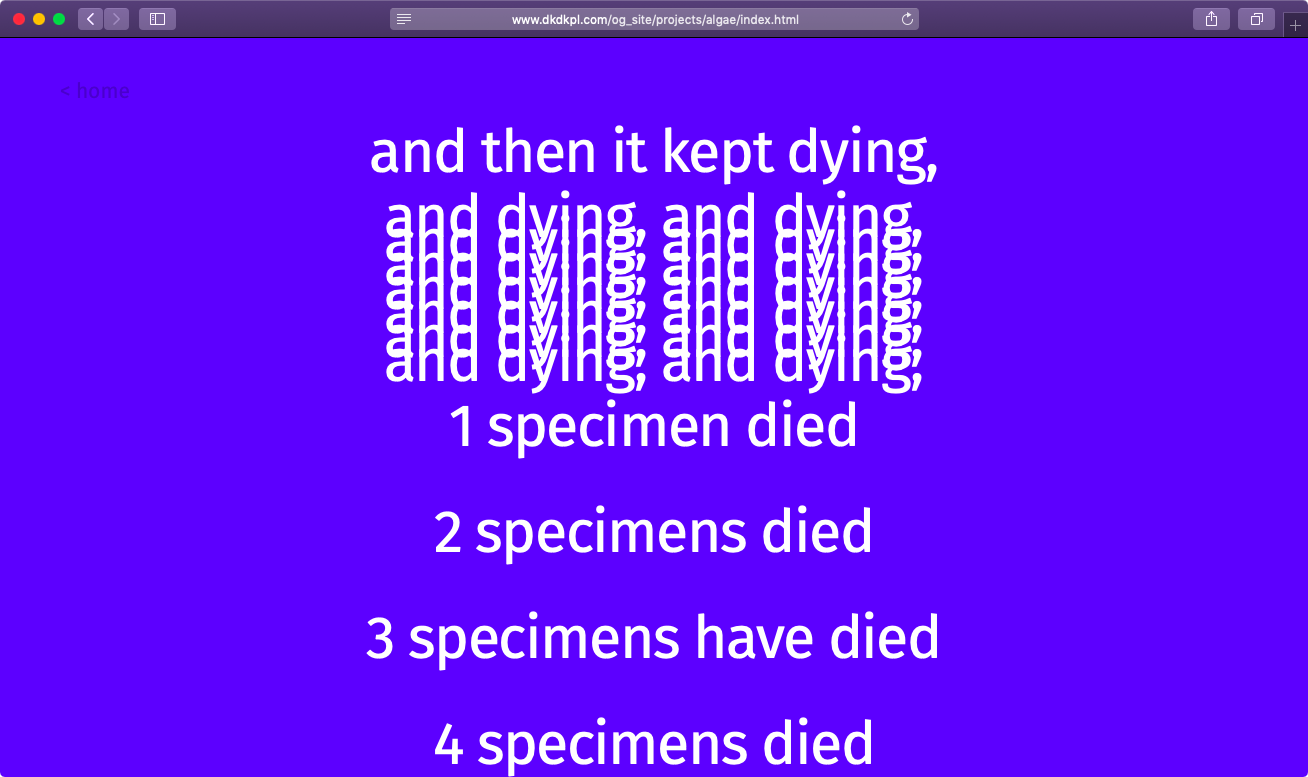 www.dkdkpl.com/og_site/projects/algae/index.html
< home
and then it kept dying,
and dying, and dying,
and dying, and dying,
and dying, and dying,
and dying, and dying,
and dying, and dying,
and dying, and dying,
and dying, and dying,
1 specimen died
2 specimens died
3 specimens have died
4 specimens died